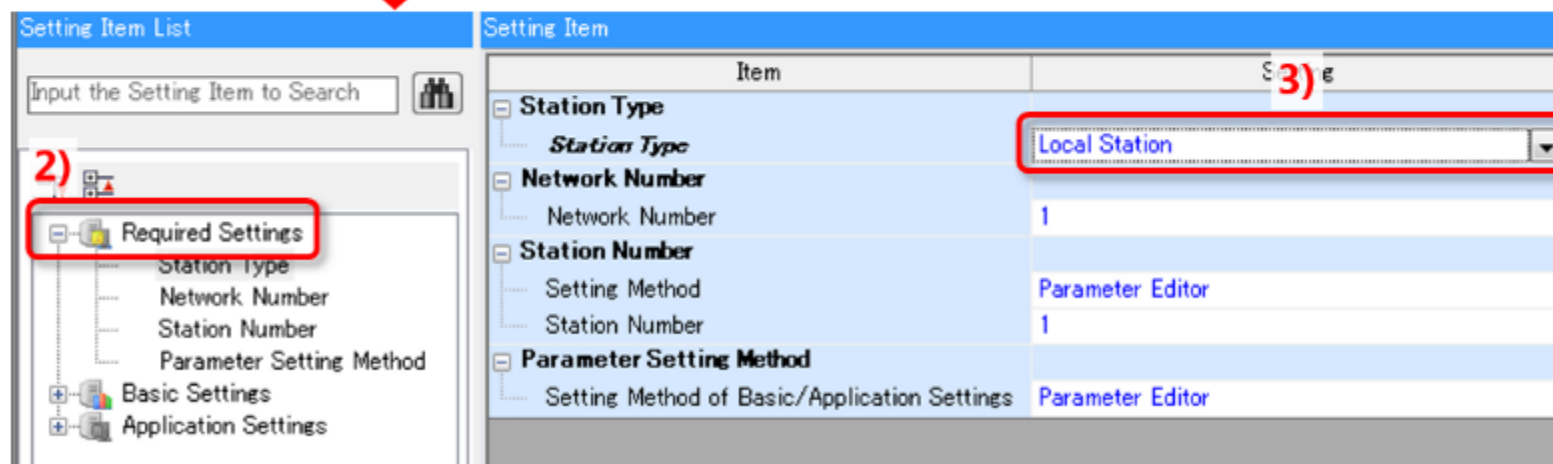 Setting Item List
Input the Setting Item to Search
2)
Required Settings
Station Type
Network Number
Station Number
Parameter Setting Method
Basic Settings
Application Settings
Setting Item
Item
3)
Station Type
Station Type Local Station
Network Number
Network Number 1
Station Number
Setting Method Parameter Editor
Station Number 1
Parameter Setting Method
Setting Method of Basic/Application Settings Parameter Editor